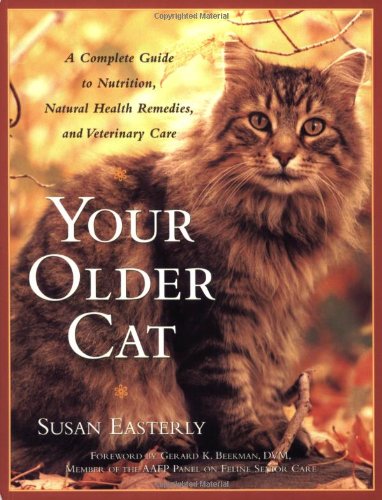 A Complete Guide
to Nutrition,
Natural Health Remedies,
and Veterinary Care
YOUR
OLDER
CAT
SUSAN EASTERLY
FOREWORD BY GERARD K. BEEKMAN, DVM,
MEMBER OF THE AAFP PANEL ON FELINE SENIOR CARE